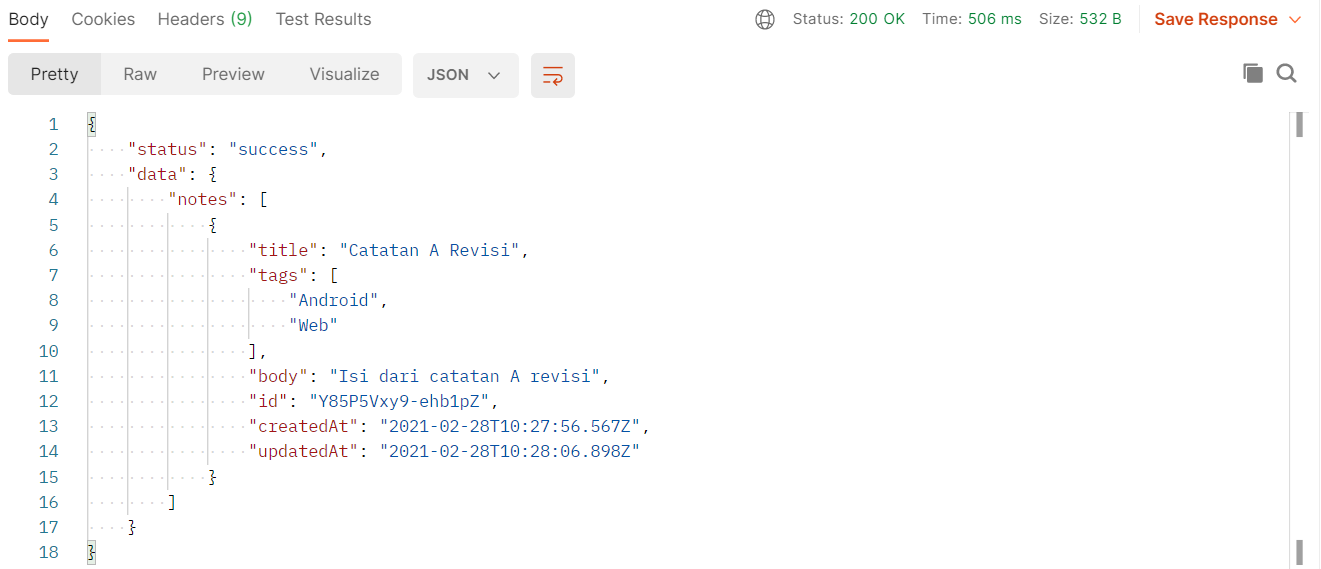 Body Cookies Headers (9) Test Results Status: 200 OK Time: 506 ms Size: 532 B Save Response
Pretty Raw Preview Visualize JSON
1 {
2 "status": "success",
3 "data": {
4 "notes": [
5 {
6 "title": "Catatan A Revisi",
7 "tags": [
8 "Android",
9 "Web"
10 ],
11 "body": "Isi dari catatan A revisi",
12 "id": "Y85P5Vxy9-ehb1pZ",
13 "createdAt": "2021-02-28T10:27:56.567Z",
14 "updatedAt": "2021-02-28T10:28:06.898Z"
15 }
16 ]
17 }
18 }